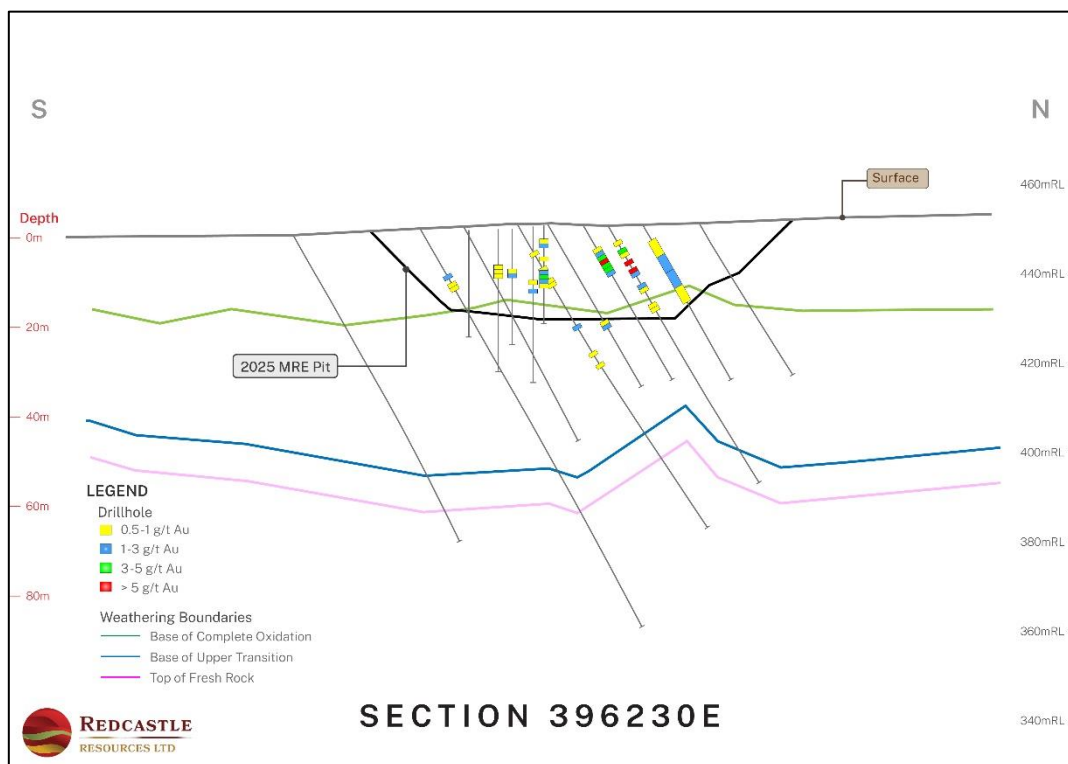 S
N
460mRL
Surface
Depth
0m
440mRL
20m
2025 MRE Pit
420mRL
40m
400mRL
LEGEND
Drillhole
0.5-1 g/t Au
1-3 g/t Au
3-5 g/t Au
> 5 g/t Au
60m
380mRL
80m
Weathering Boundaries
Base of Complete Oxidation
Base of Upper Transition
Top of Fresh Rock
360mRL
340mRL
SECTION 396230E
REDCASTLE
RESOURCES LTD